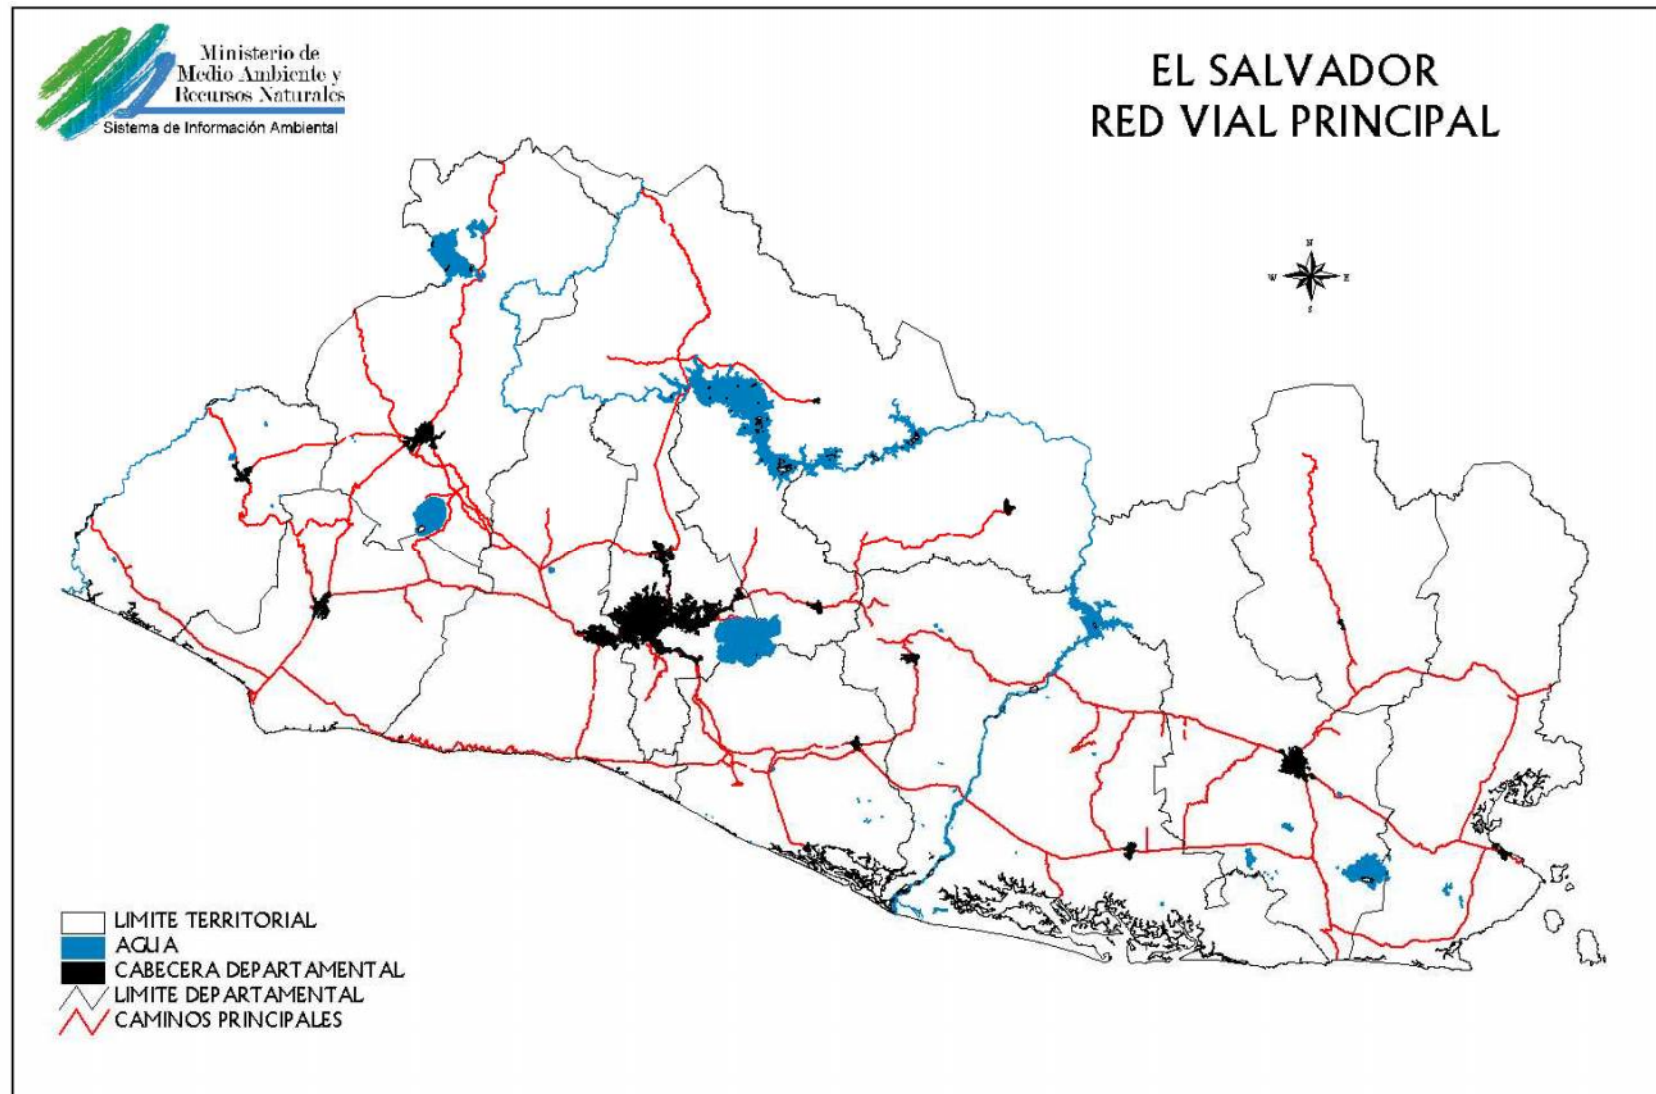 Ministerio de
Medio Ambiente y
Recursos Naturales
Sistema de Información Ambiental
EL SALVADOR
RED VIAL PRINCIPAL
N
W E
S
LIMITE TERRITORIAL
AGUA
CABECERA DEPARTAMENTAL
LIMITE DEPARTAMENTAL
CAMINOS PRINCIPALES